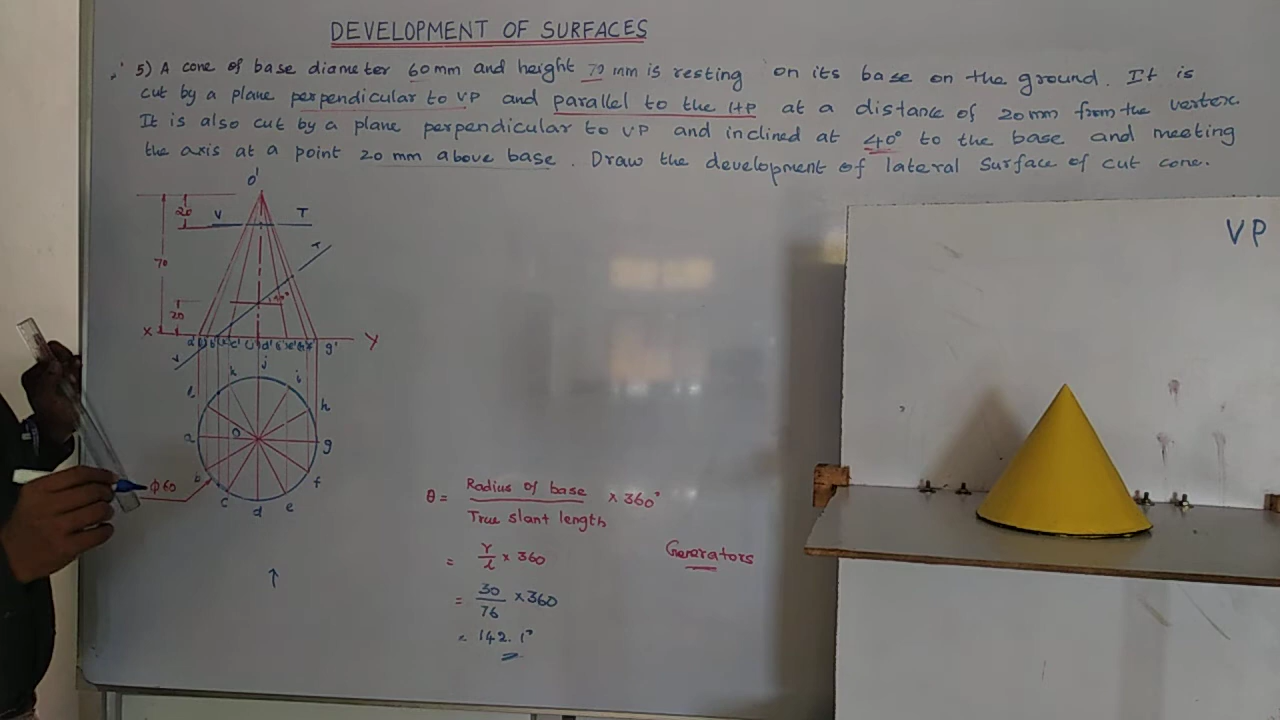 DEVELOPMENT OF SURFACES
5) A cone of base diameter 60mm and height 70 mm is resting on its base on the ground. It is
cut by a plane perpendicular to VP and parallel to the HP at a distance of 20mm from the vertex.
It is also cut by a plane perpendicular to VP and inclined at 40° to the base and meeting
the axis at a point 20 mm above base. Draw the development of lateral surface of cut cone.
o'
20
V T
T
70
40°
20
X Y
g'
V
k j i
l h
a o g
b f
c d e
φ60
θ = Radius of base / True slant length × 360°
= r/l × 360
= 30/76 × 360
= 142.1°
Generators
VP